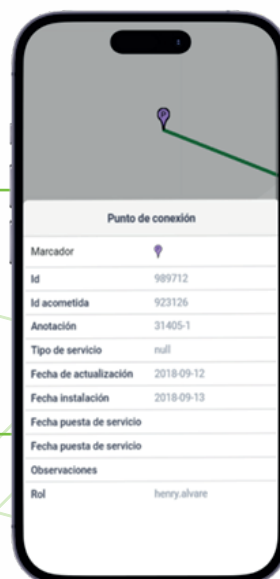 Punto de conexión
Marcador
Id 989712
Id acometida 923126
Anotación 31405-1
Tipo de servicio null
Fecha de actualización 2018-09-12
Fecha instalación 2018-09-13
Fecha puesta de servicio
Fecha puesta de servicio
Observaciones
Rol henry.alvare